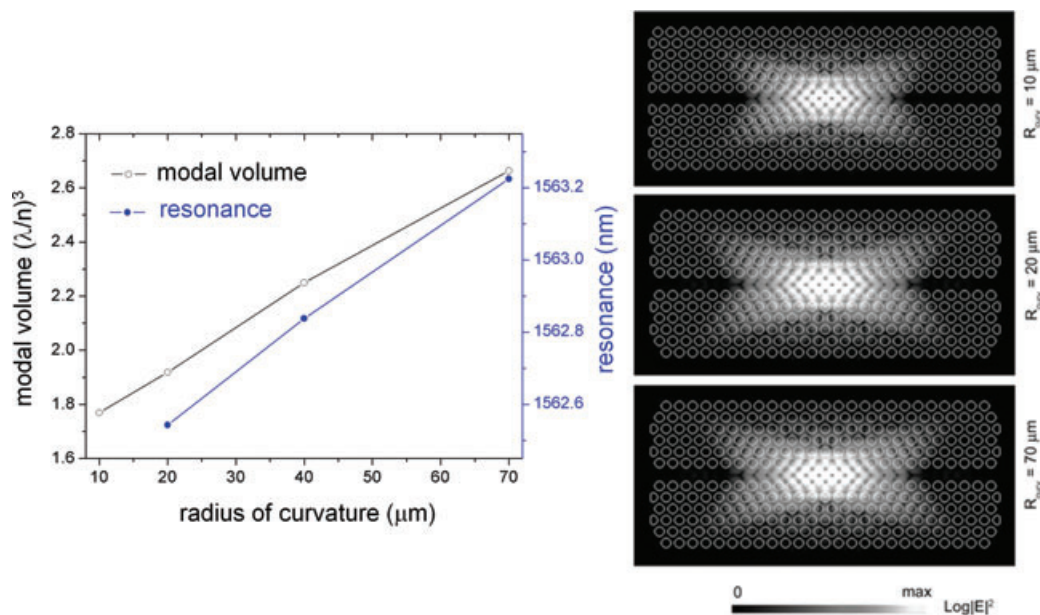 modal volume
resonance
modal volume (λ/n)³
2.8
2.6
2.4
2.2
2.0
1.8
1.6
10 20 30 40 50 60 70
radius of curvature (μm)
1563.2
1563.0
1562.8
1562.6
resonance (nm)
= 10 μm
= 20 μm
= 70 μm
0 max
Log|E|²